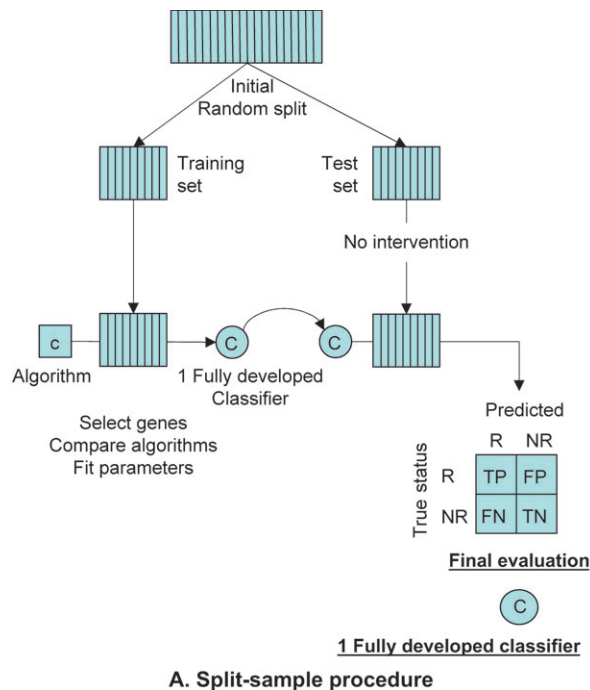 Initial
Random split
Training
set
Test
set
No intervention
c
C
C
Algorithm
1 Fully developed
Classifier
Select genes
Compare algorithms
Fit parameters
Predicted
R NR
True status
R TP FP
NR FN TN
Final evaluation
C
1 Fully developed classifier
A. Split-sample procedure